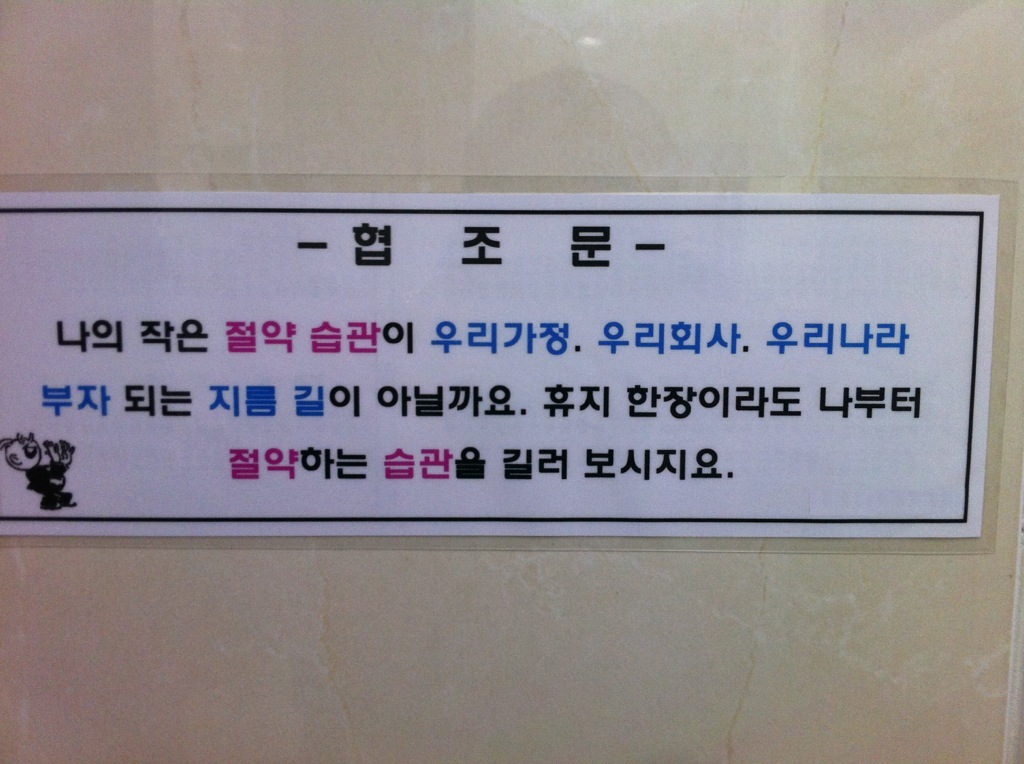 - 협 조 문 -
나의 작은 절약 습관이 우리가정. 우리회사. 우리나라
부자 되는 지름 길이 아닐까요. 휴지 한장이라도 나부터
절약하는 습관을 길러 보시지요.